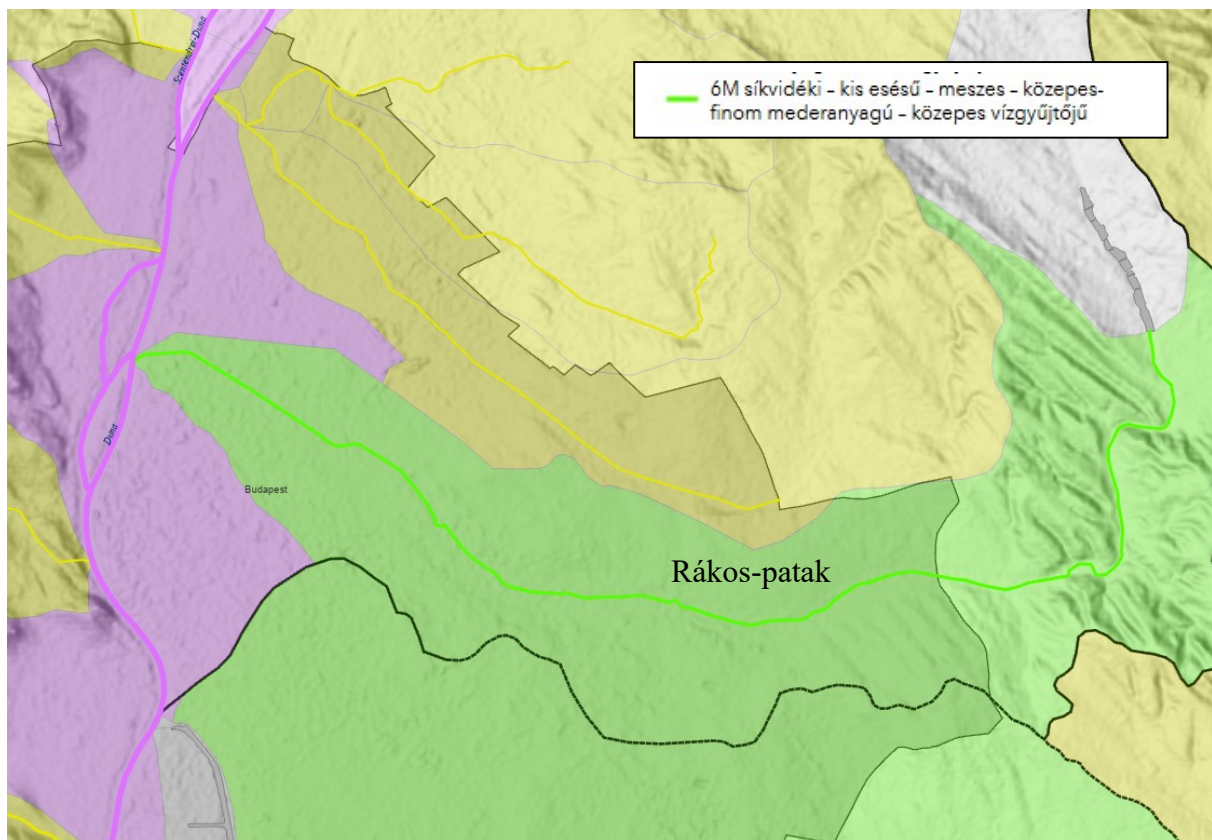 Szentendrei-Duna
6M síkvidéki - kis esésű - meszes - közepes-
finom mederanyagú - közepes vízgyűjtőjű
Duna
Budapest
Rákos-patak